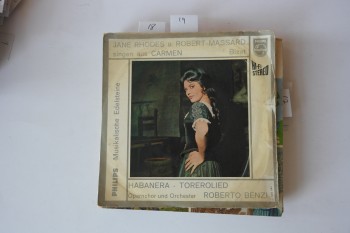 18
19
JANE RHODES & ROBERT MASSARD
singen aus CARMEN Bizet
PHILIPS
HI-FI
STEREO
PHILIPS Musikalische Edelsteine
HABANERA · TOREROLIED
Opernchor und Orchester ROBERTO BENZI